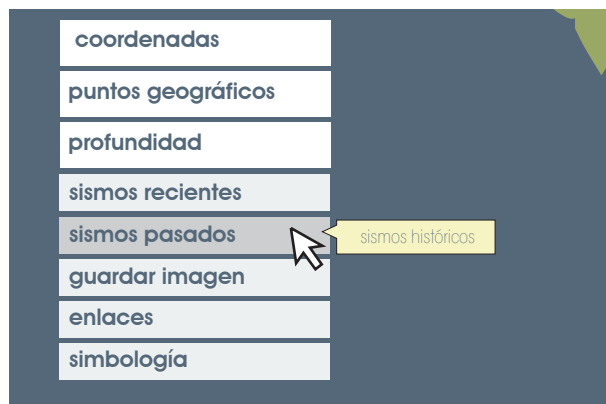 coordenadas
puntos geográficos
profundidad
sismos recientes
sismos pasados
sismos históricos
guardar imagen
enlaces
simbología